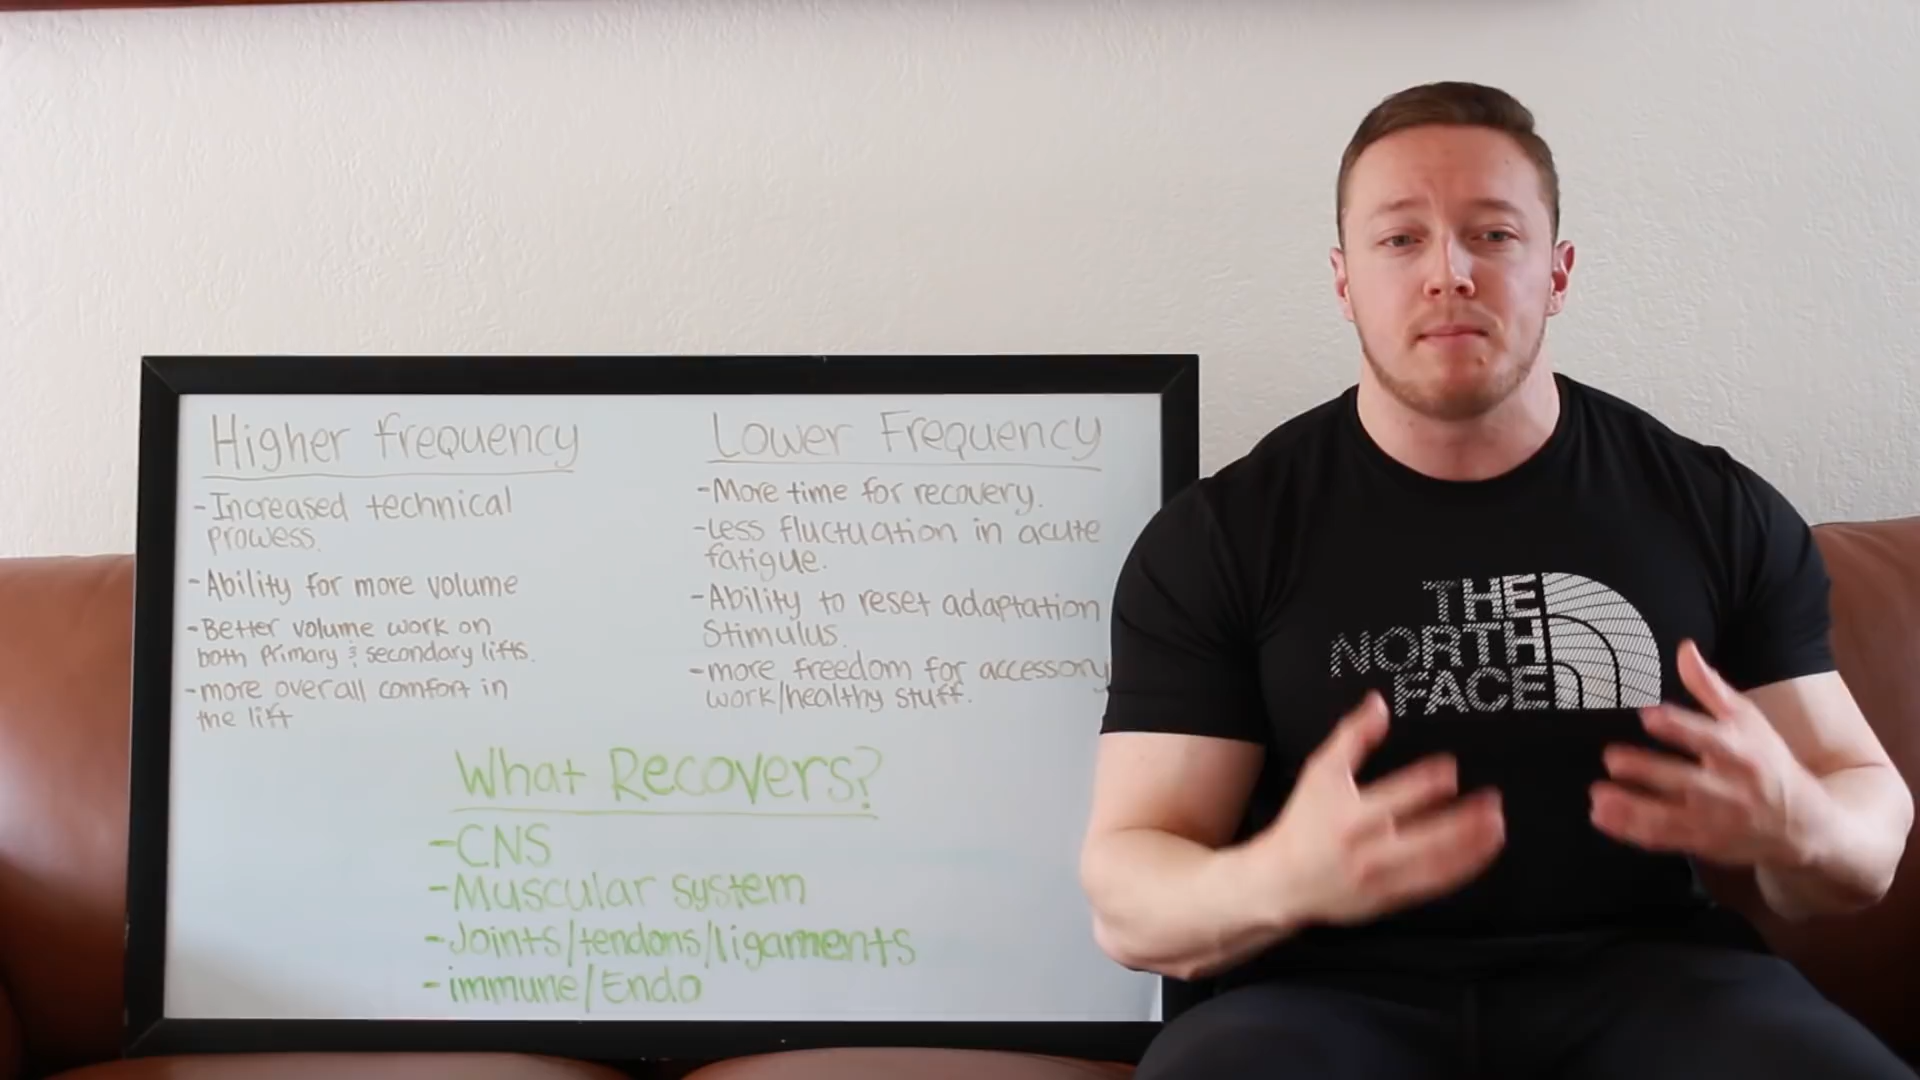 Higher frequency
-Increased technical
prowess.
-Ability for more volume
-Better volume work on
both Primary & secondary lifts.
-more overall comfort in
the lift
Lower Frequency
-More time for recovery.
-less fluctuation in acute
fatigue.
-Ability to reset adaptation
Stimulus.
-more freedom for accessory
work/healthy stuff.
What Recovers?
-CNS
-Muscular system
-Joints/tendons/ligaments
-immune/Endo
THE
NORTH
FACE